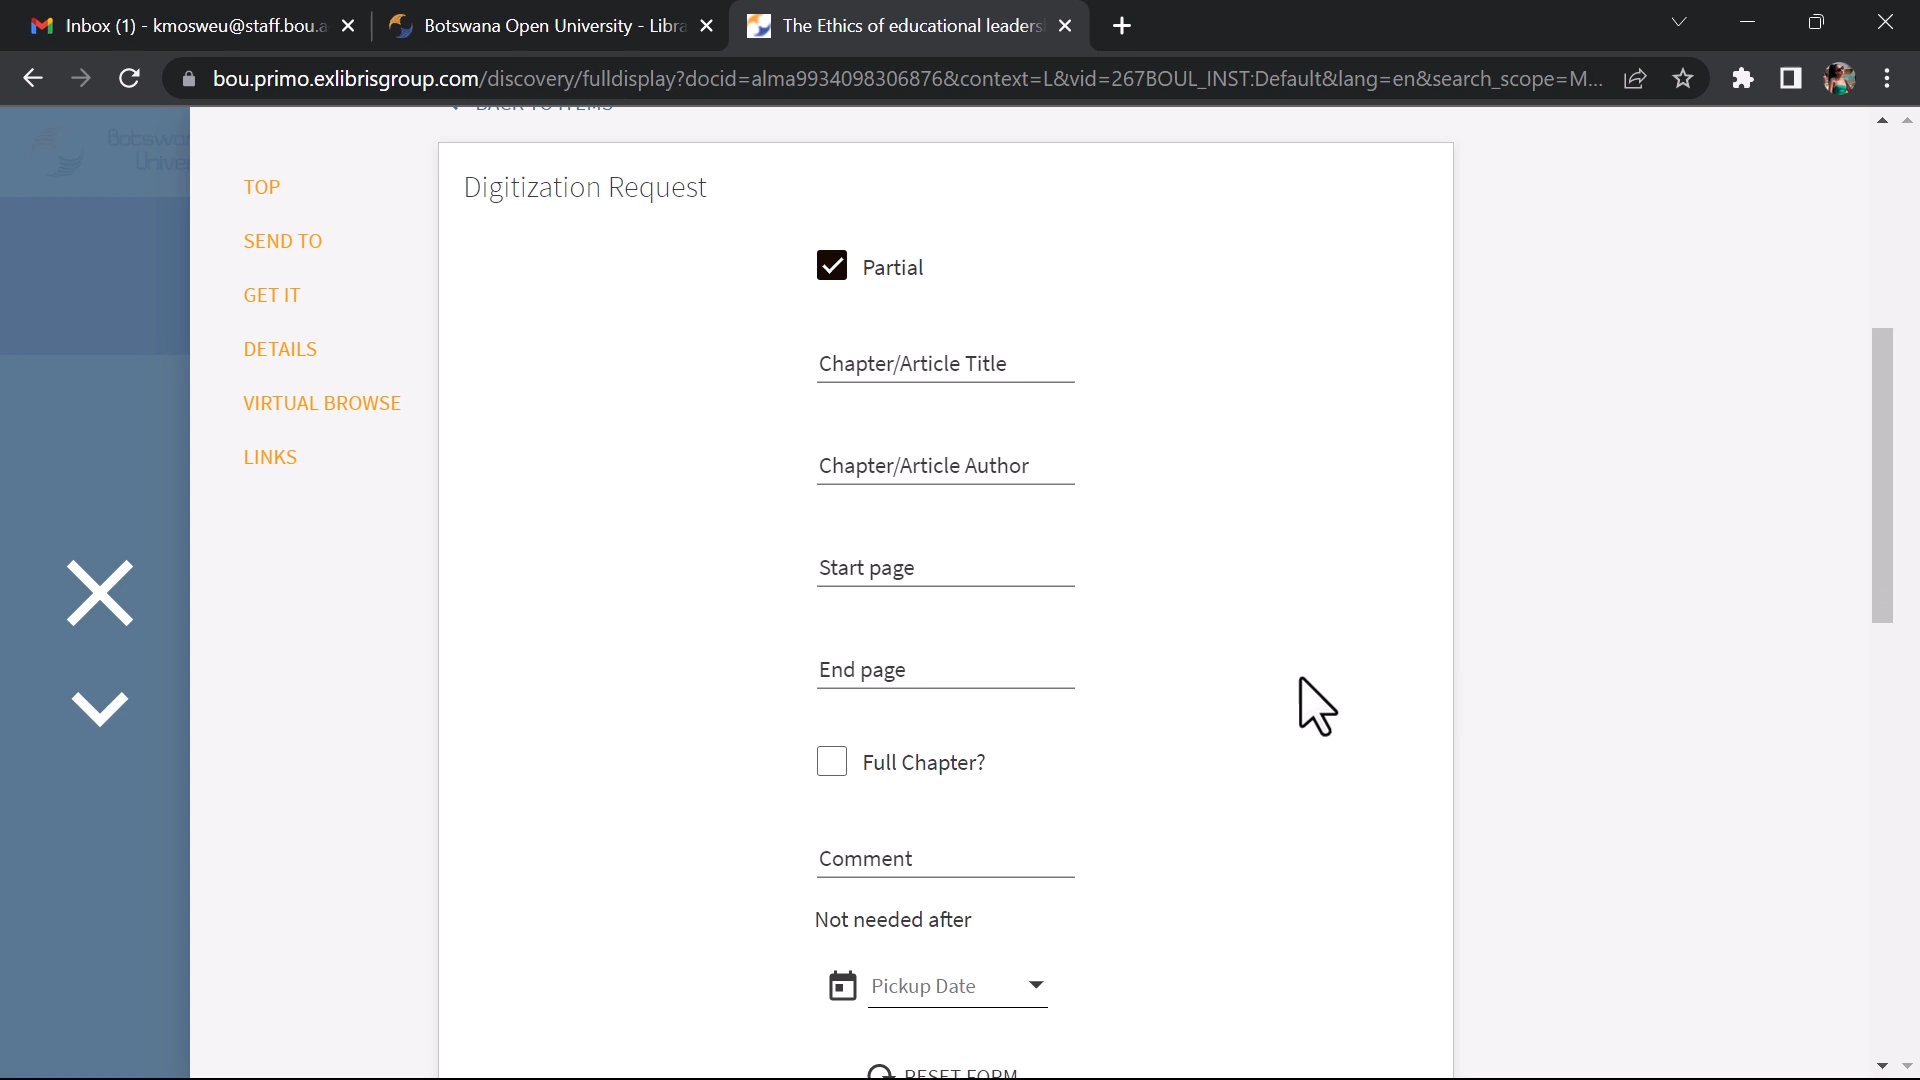 Inbox (1) - kmosweu@staff.bou.a
Botswana Open University - Libra
The Ethics of educational leaders
bou.primo.exlibrisgroup.com/discovery/fulldisplay?docid=alma9934098306876&context=L&vid=267BOUL_INST:Default&lang=en&search_scope=M...
BACK TO ITEMS
TOP
SEND TO
GET IT
DETAILS
VIRTUAL BROWSE
LINKS
Digitization Request
Partial
Chapter/Article Title
Chapter/Article Author
Start page
End page
Full Chapter?
Comment
Not needed after
Pickup Date
RESET FORM